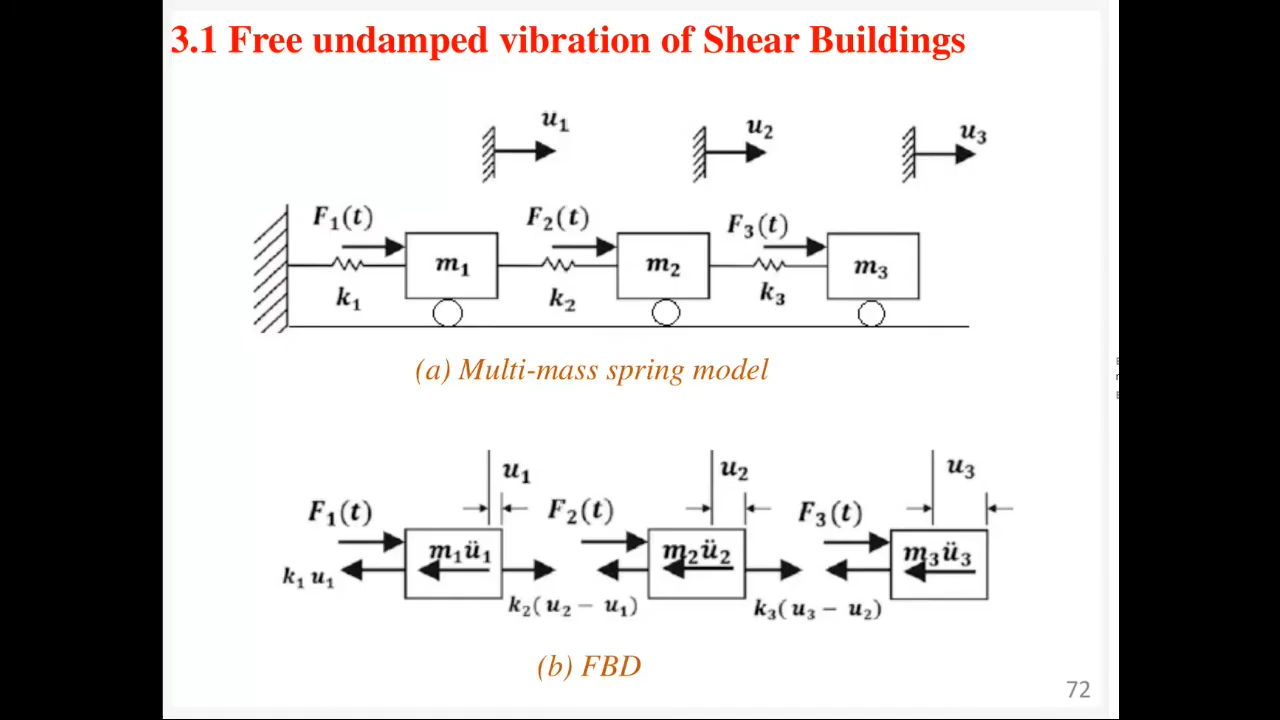 3.1 Free undamped vibration of Shear Buildings
u₁ u₂ u₃
F₁(t) F₂(t) F₃(t)
m₁ m₂ m₃
k₁ k₂ k₃
(a) Multi-mass spring model
u₁ u₂ u₃
F₁(t) F₂(t) F₃(t)
m₁ü₁ m₂ü₂ m₃ü₃
k₁ u₁ k₂( u₂ − u₁) k₃( u₃ − u₂)
(b) FBD
72